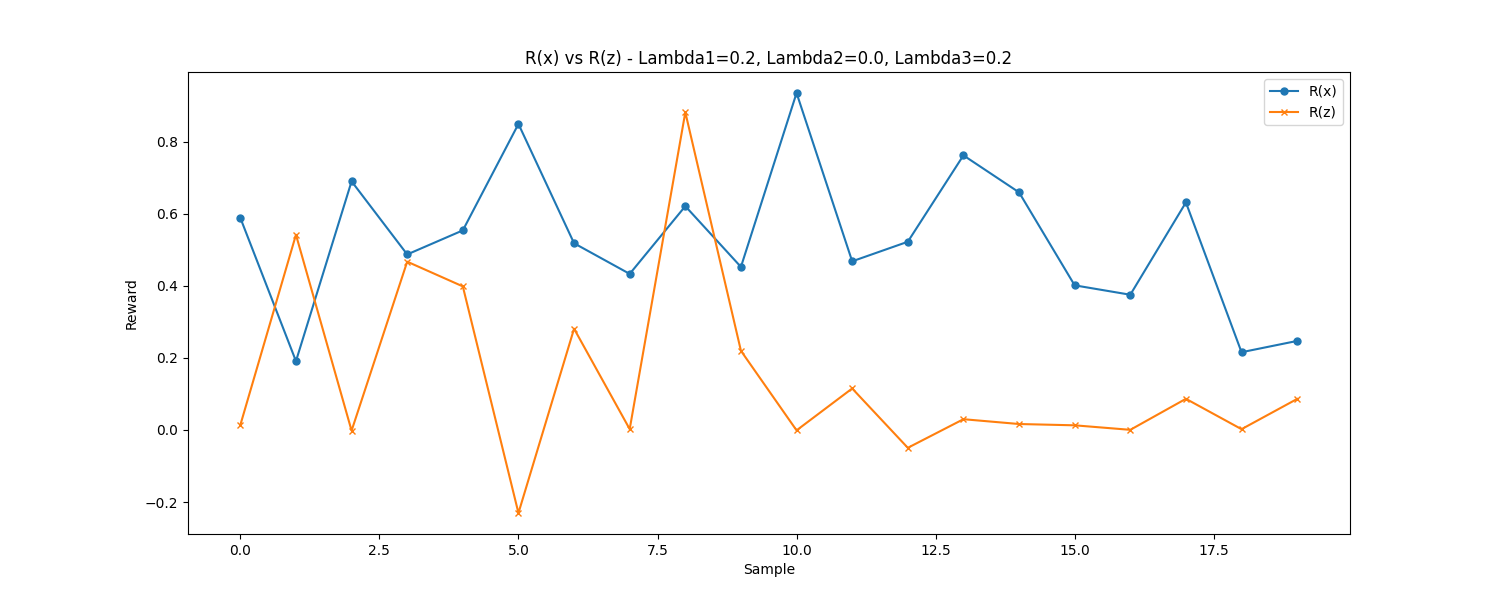 R(x) vs R(z) - Lambda1=0.2, Lambda2=0.0, Lambda3=0.2
R(x)
R(z)
Reward
0.8
0.6
0.4
0.2
0.0
−0.2
0.0 2.5 5.0 7.5 10.0 12.5 15.0 17.5
Sample